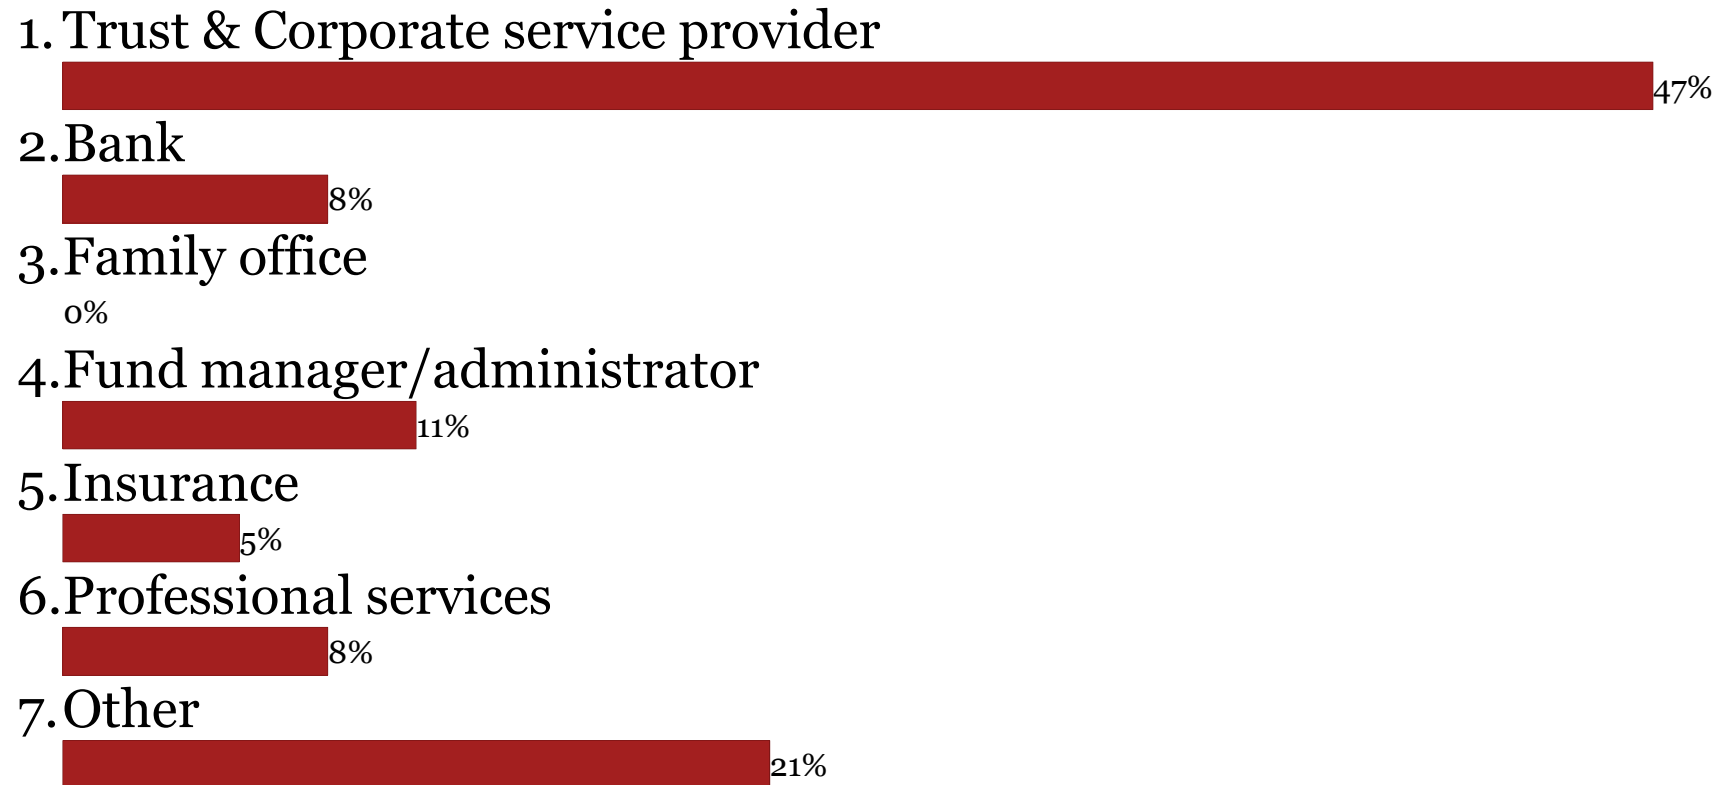 1. Trust & Corporate service provider
47%
2. Bank
8%
3. Family office
0%
4. Fund manager/administrator
11%
5. Insurance
5%
6. Professional services
8%
7. Other
21%